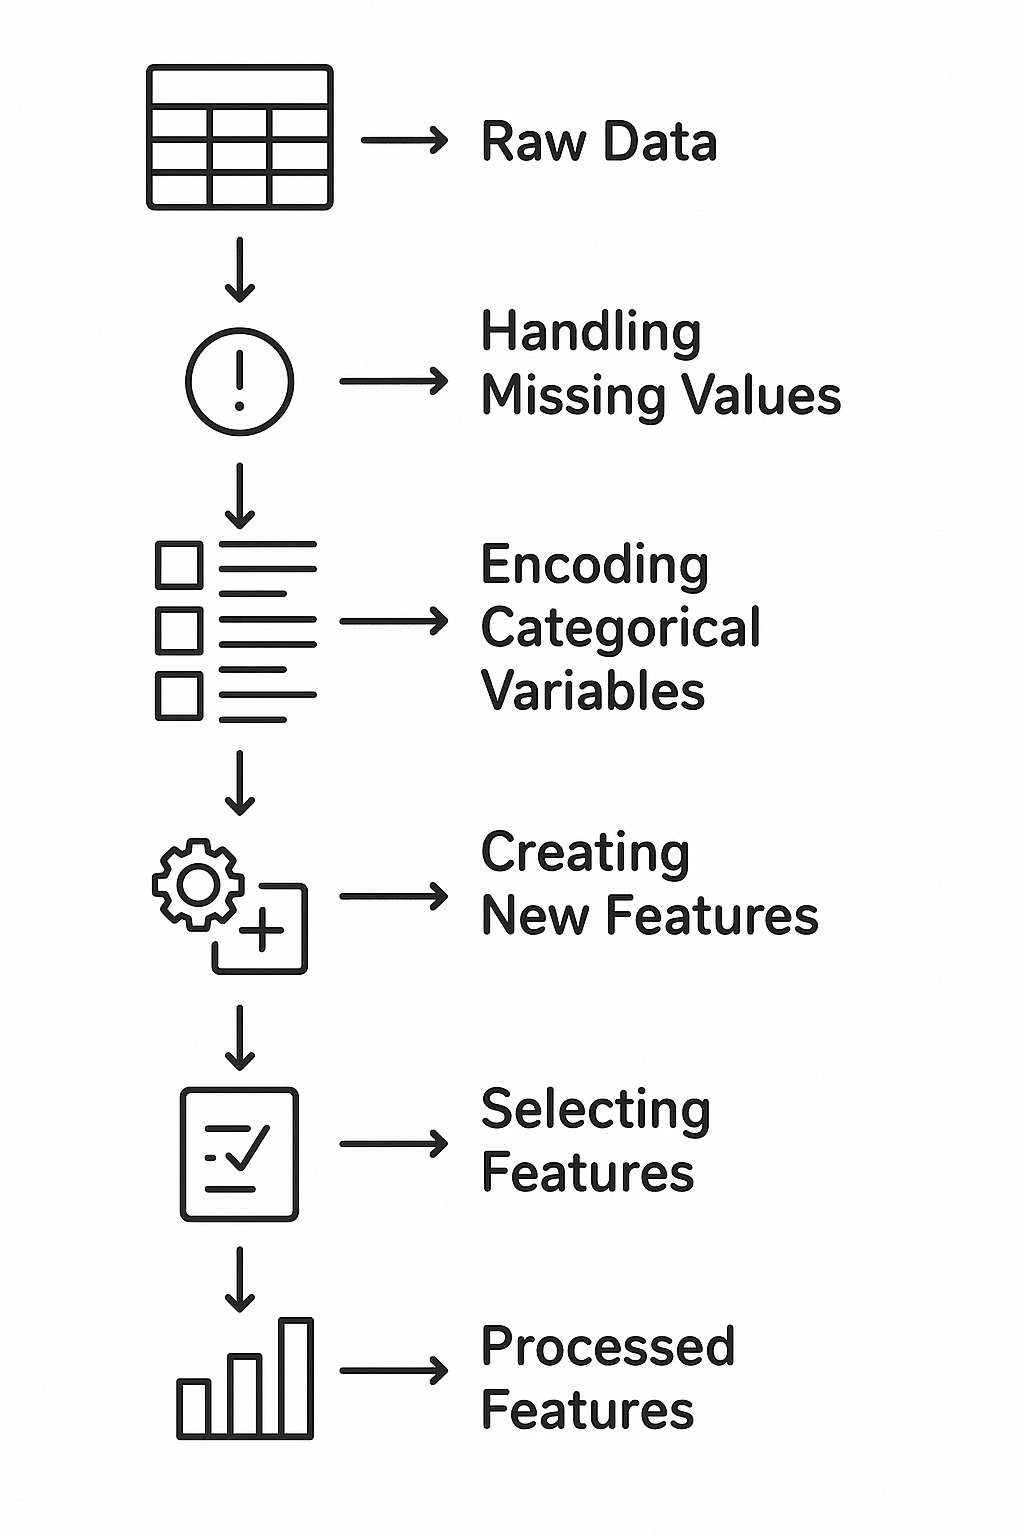 Raw Data
Handling
Missing Values
Encoding
Categorical
Variables
Creating
New Features
Selecting
Features
Processed
Features